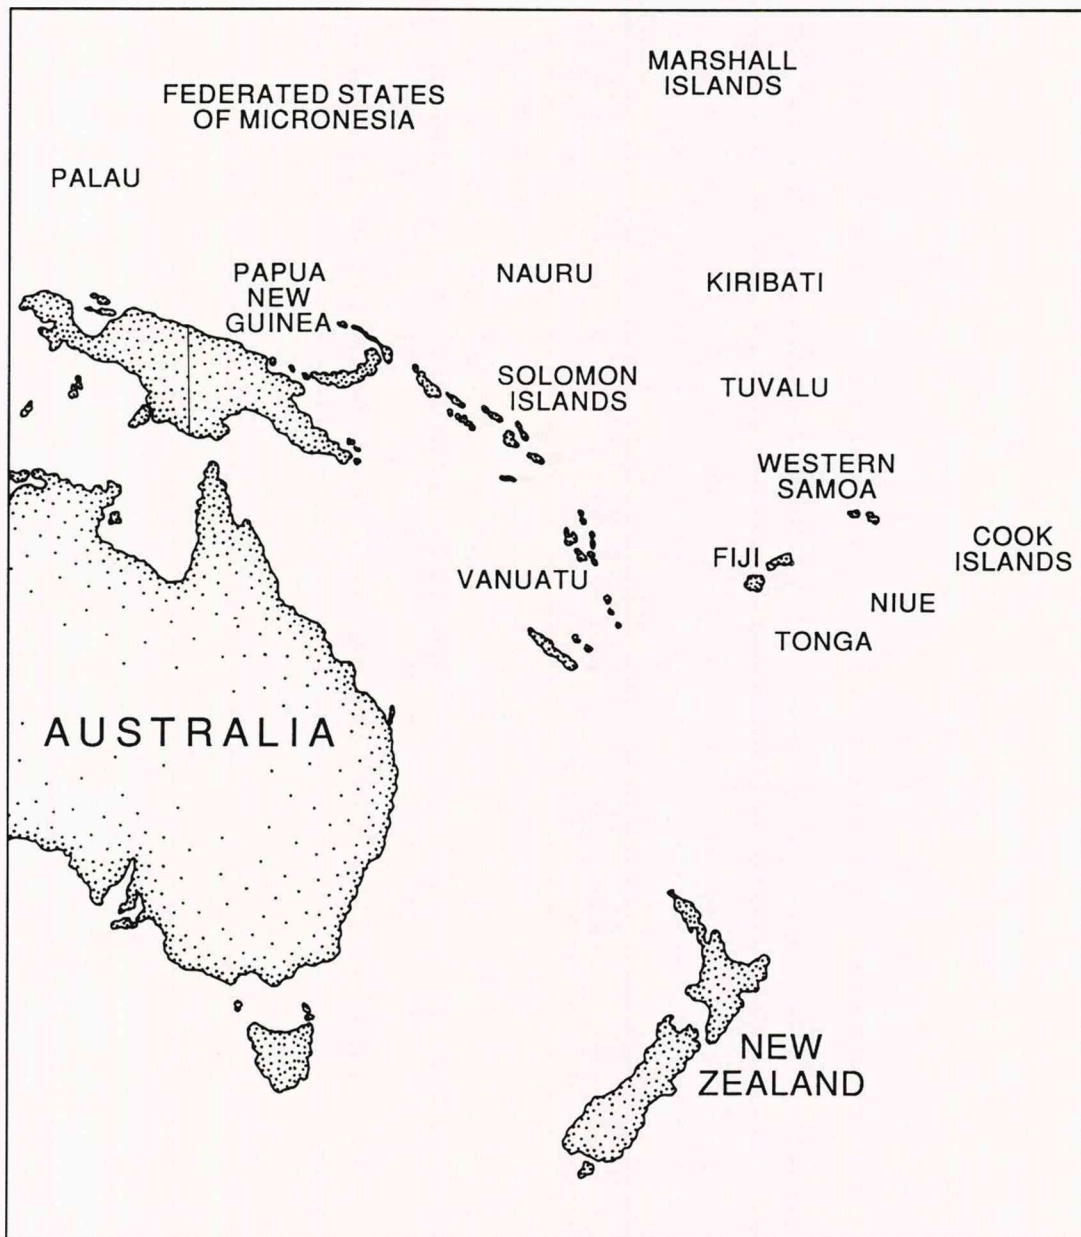 MARSHALL
ISLANDS
FEDERATED STATES
OF MICRONESIA
PALAU
PAPUA
NEW
GUINEA
NAURU
KIRIBATI
SOLOMON
ISLANDS
TUVALU
WESTERN
SAMOA
COOK
ISLANDS
FIJI
VANUATU
NIUE
TONGA
AUSTRALIA
NEW
ZEALAND